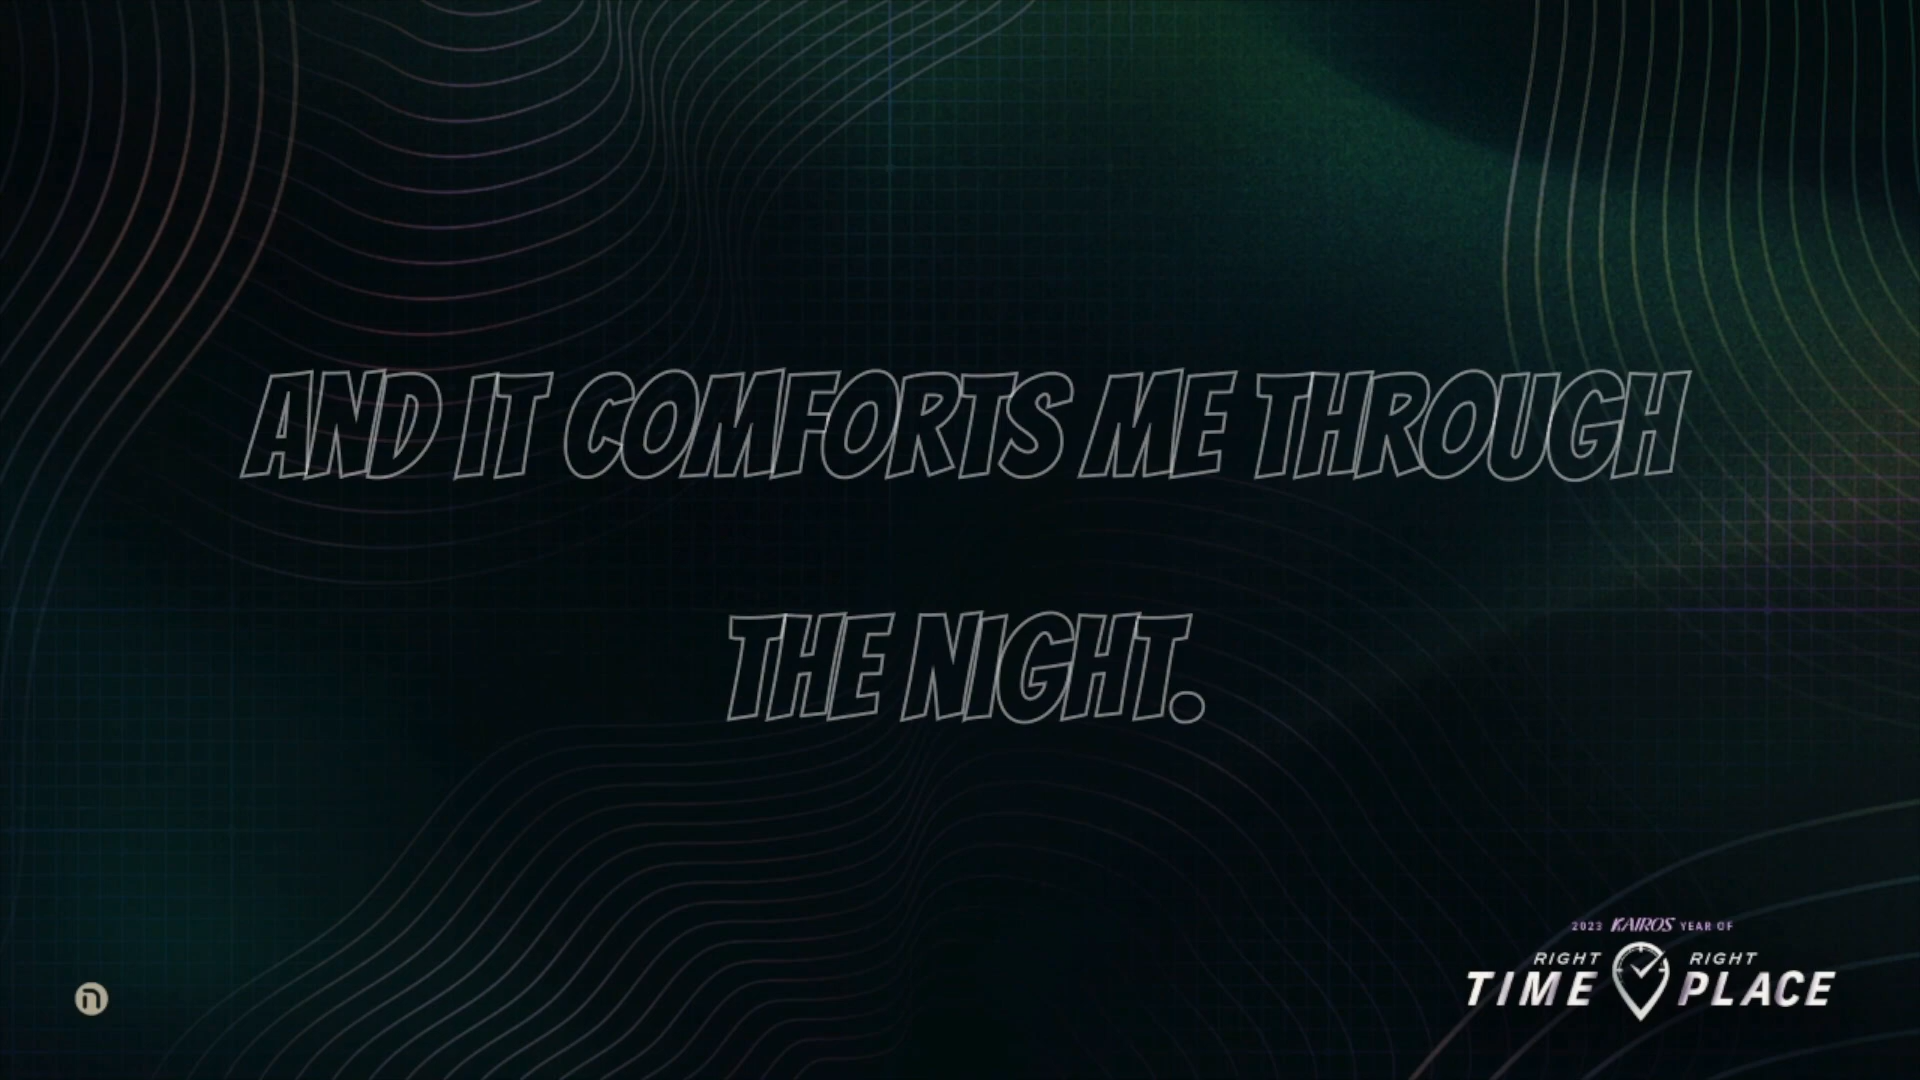 AND IT COMFORTS ME THROUGH
THE NIGHT.
2023 KAIROS YEAR OF
RIGHT RIGHT
TIME PLACE
n